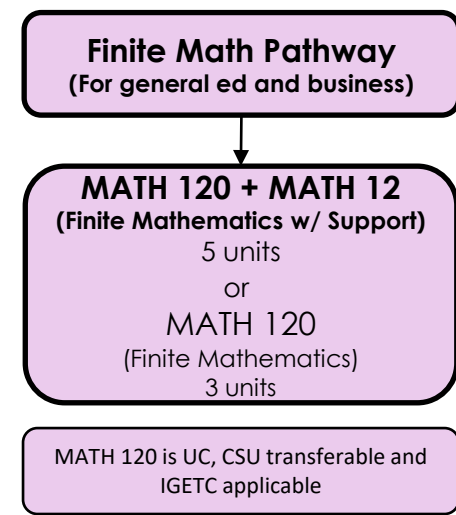 Finite Math Pathway
(For general ed and business)
MATH 120 + MATH 12
(Finite Mathematics w/ Support)
5 units
or
MATH 120
(Finite Mathematics)
3 units
MATH 120 is UC, CSU transferable and
IGETC applicable